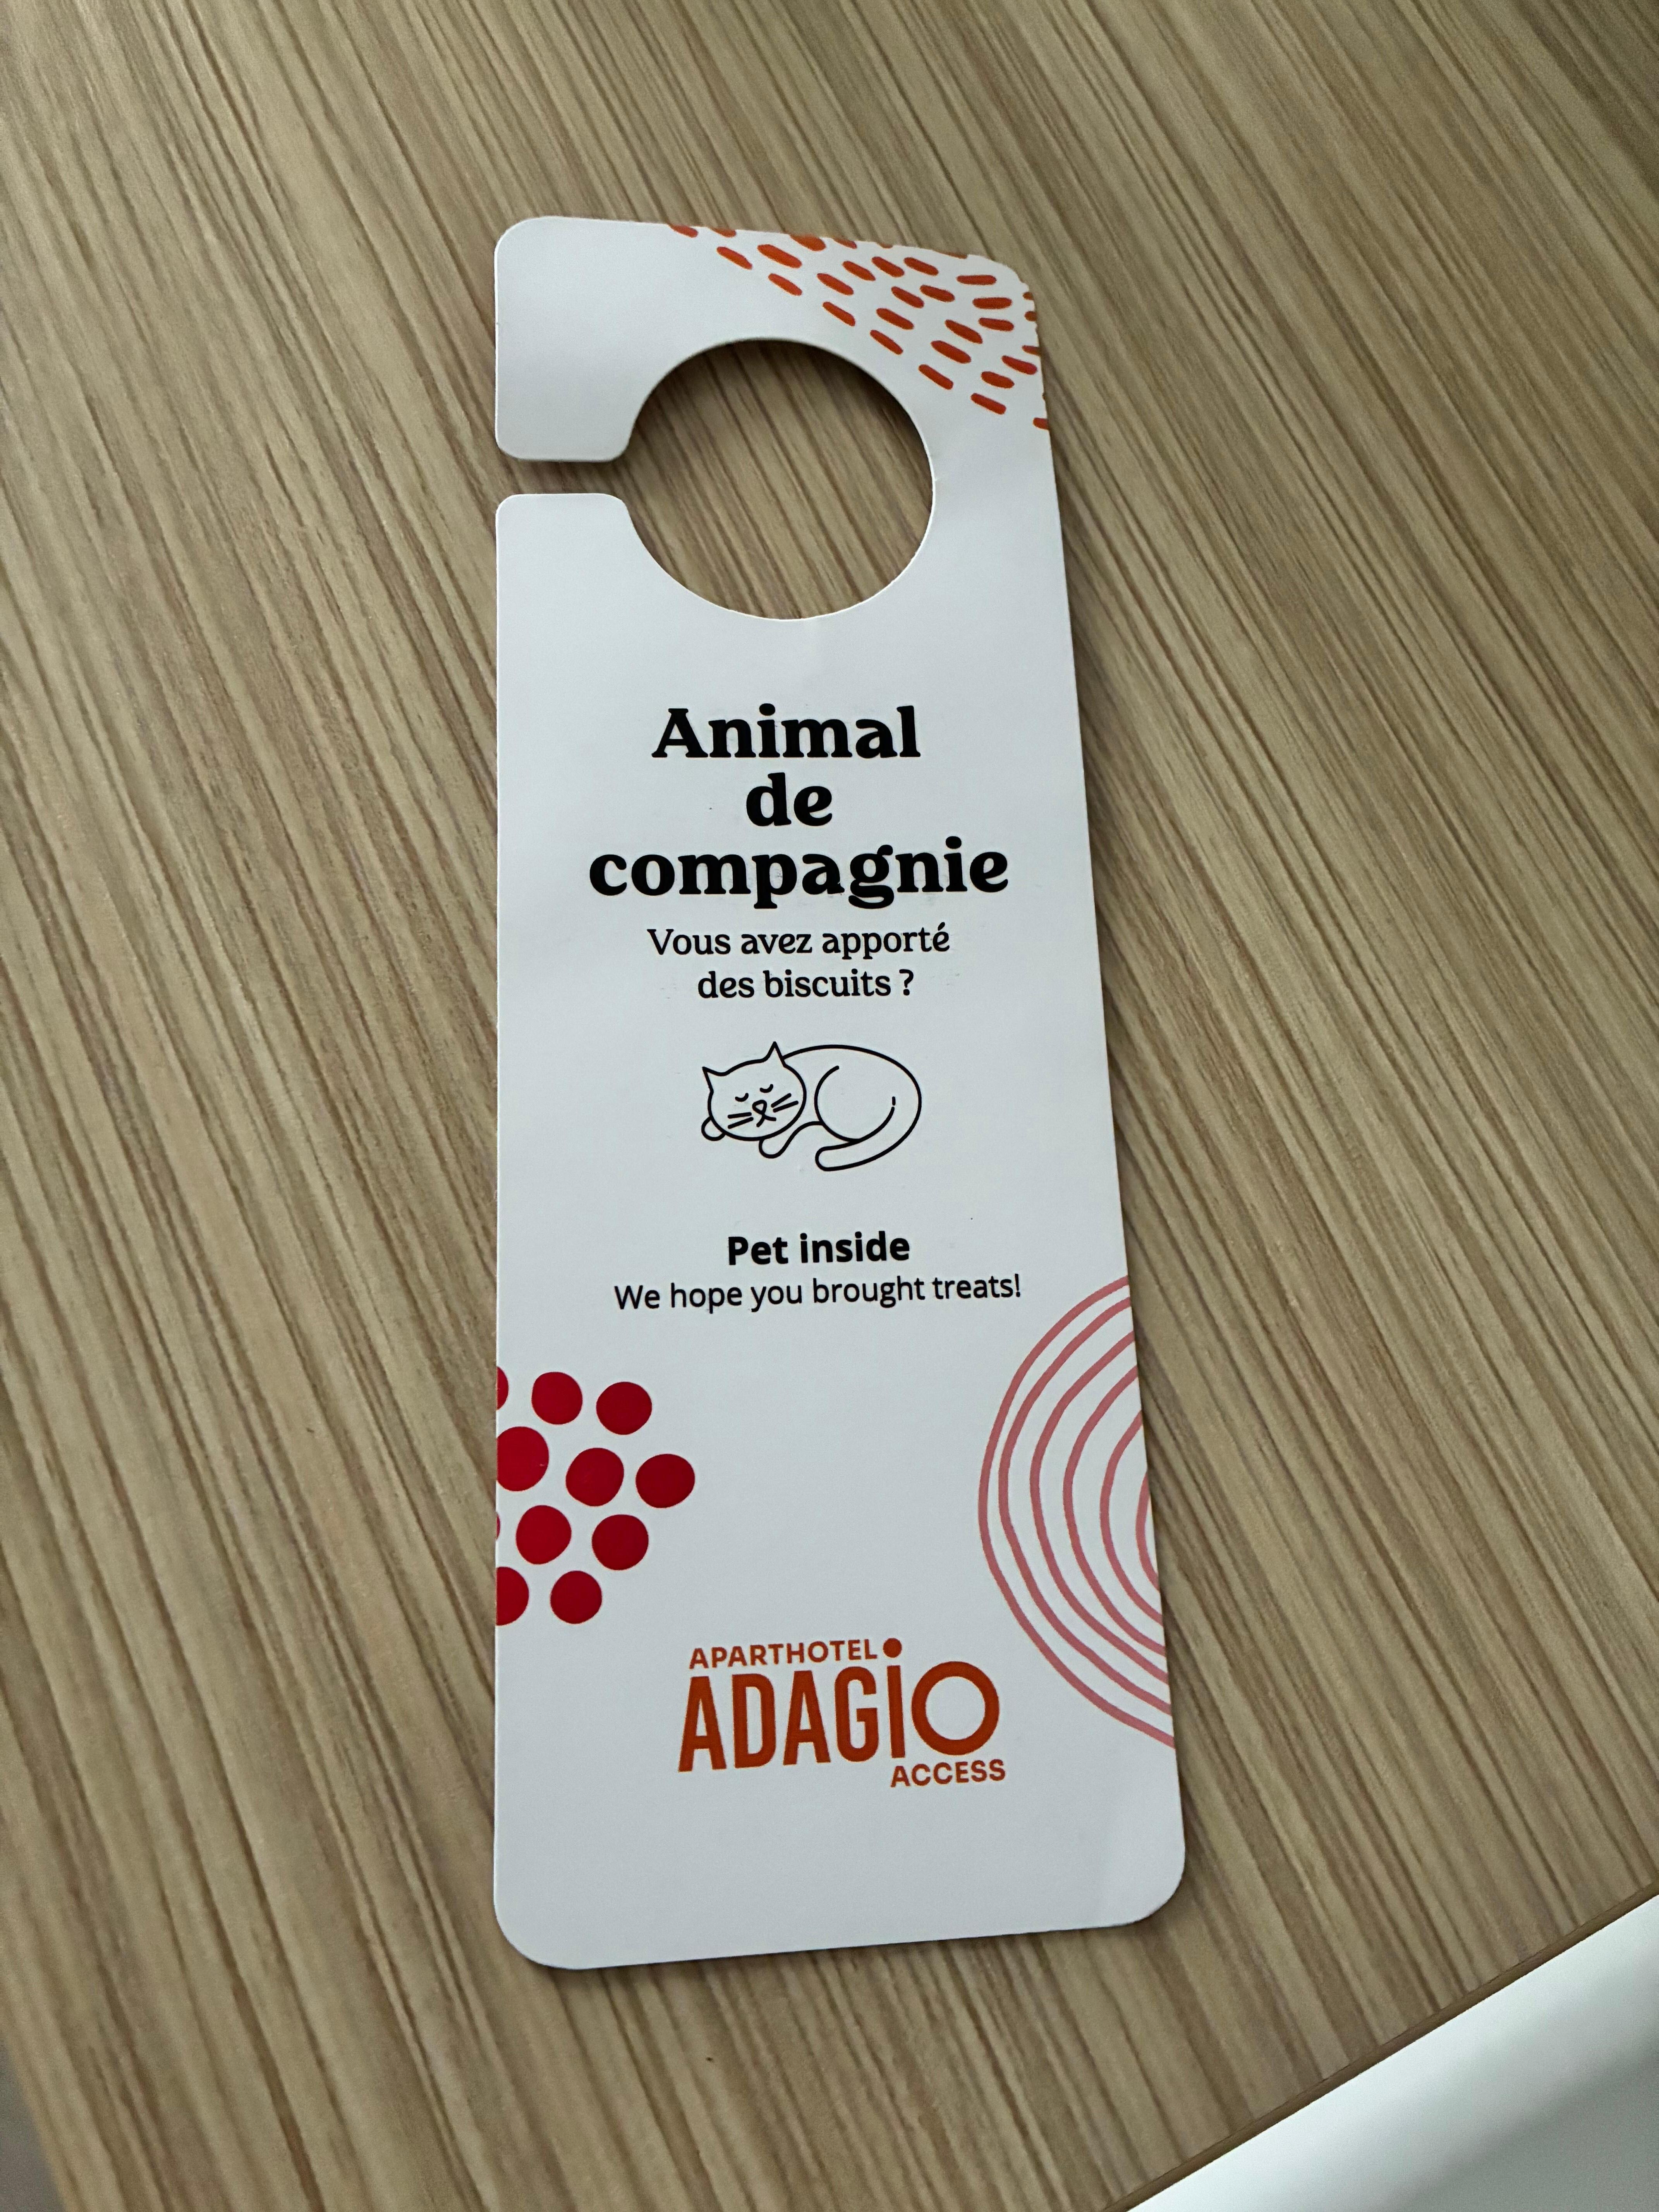 Animal
de
compagnie
Vous avez apporté
des biscuits ?
Pet inside
We hope you brought treats!
APARTHOTEL
ADAGiO
ACCESS